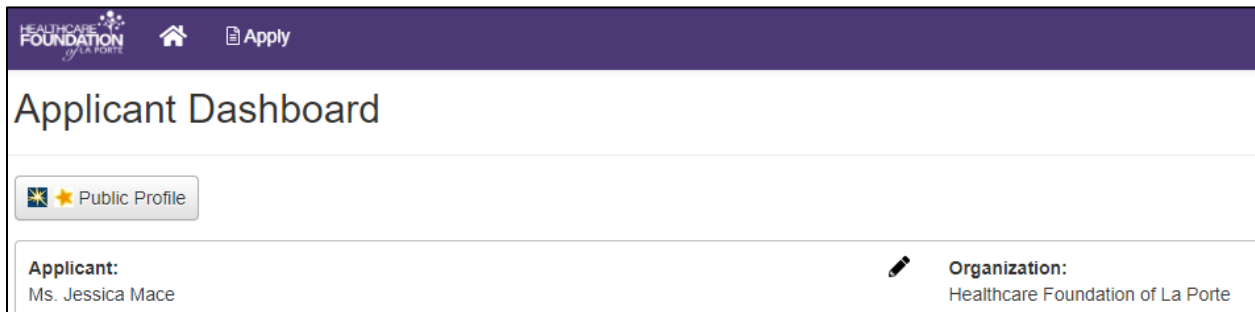 HEALTHCARE
FOUNDATION
of LA PORTE
Apply
Applicant Dashboard
Public Profile
Applicant:
Ms. Jessica Mace
Organization:
Healthcare Foundation of La Porte